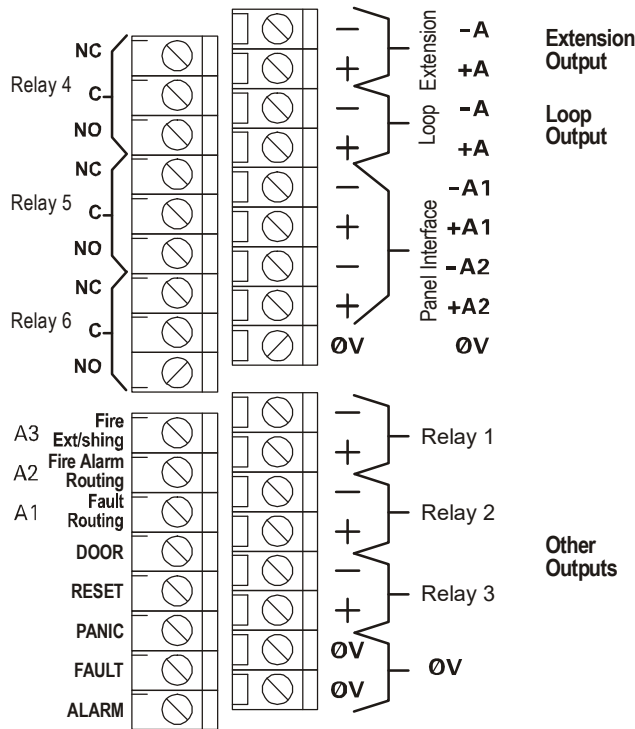 NC
Relay 4
C
NO
NC
Relay 5
C
NO
NC
Relay 6
C
NO
− Extension -A Extension
+ +A Output
− Loop -A Loop
+ +A Output
− Panel Interface -A1
+ +A1
− -A2
+ +A2
ØV ØV
A3 Fire
Ext/shing
A2 Fire Alarm
Routing
A1 Fault
Routing
DOOR
RESET
PANIC
FAULT
ALARM
−
+ Relay 1
−
+ Relay 2
−
+ Relay 3
Other
Outputs
ØV
ØV
ØV